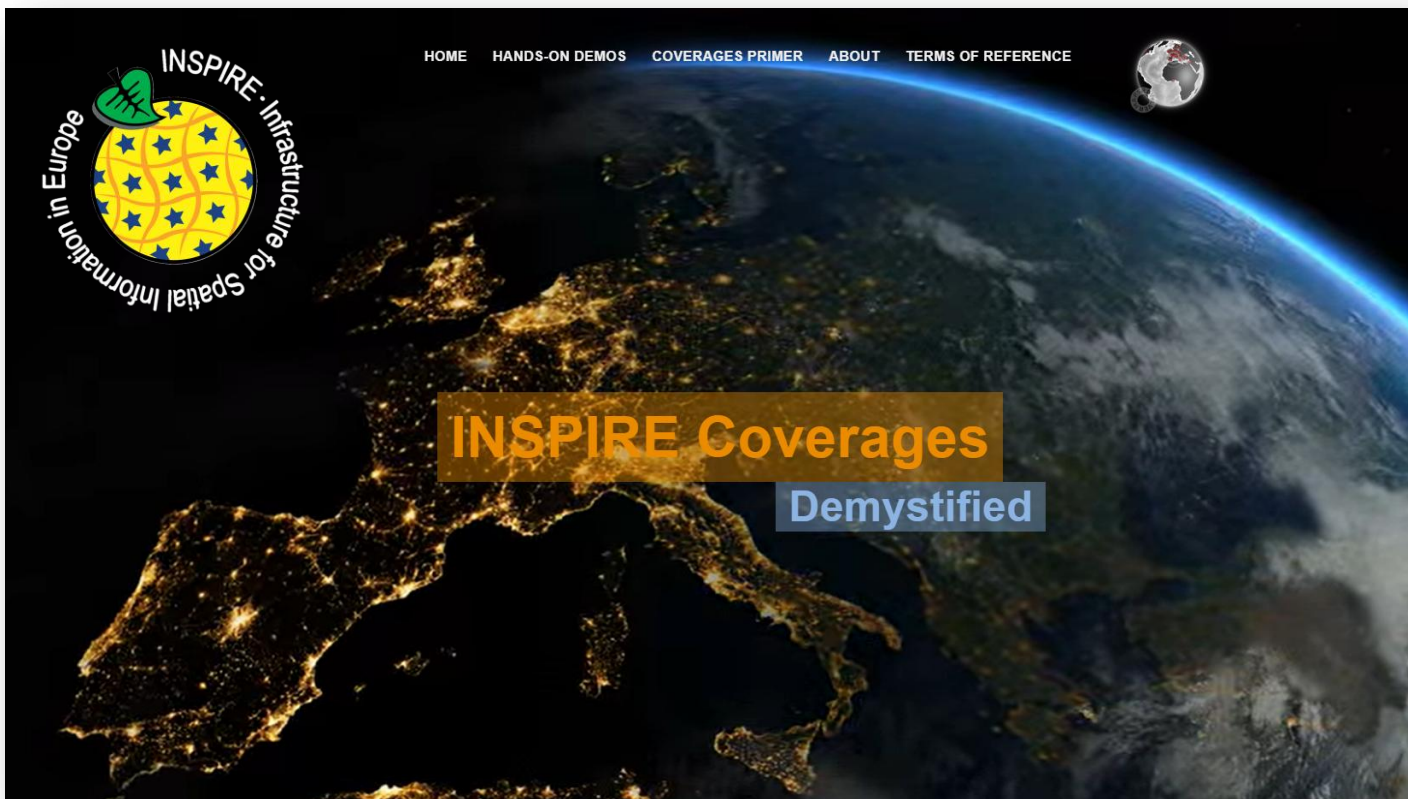 INSPIRE · Infrastructure for Spatial Information in Europe
HOME HANDS-ON DEMOS COVERAGES PRIMER ABOUT TERMS OF REFERENCE
INSPIRE Coverages
Demystified